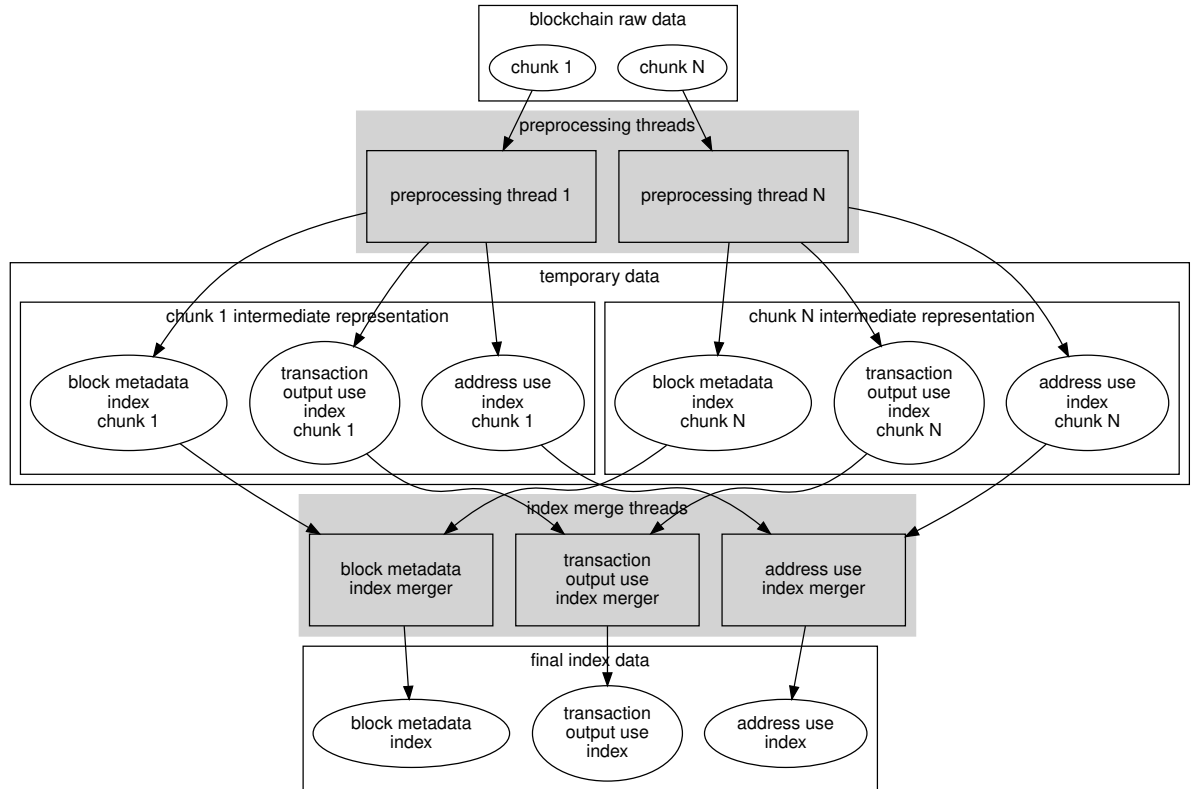 blockchain raw data
chunk 1
chunk N
preprocessing threads
preprocessing thread 1
preprocessing thread N
temporary data
chunk 1 intermediate representation
chunk N intermediate representation
block metadata
index
chunk 1
transaction
output use
index
chunk 1
address use
index
chunk 1
block metadata
index
chunk N
transaction
output use
index
chunk N
address use
index
chunk N
index merge threads
block metadata
index merger
transaction
output use
index merger
address use
index merger
final index data
block metadata
index
transaction
output use
index
address use
index